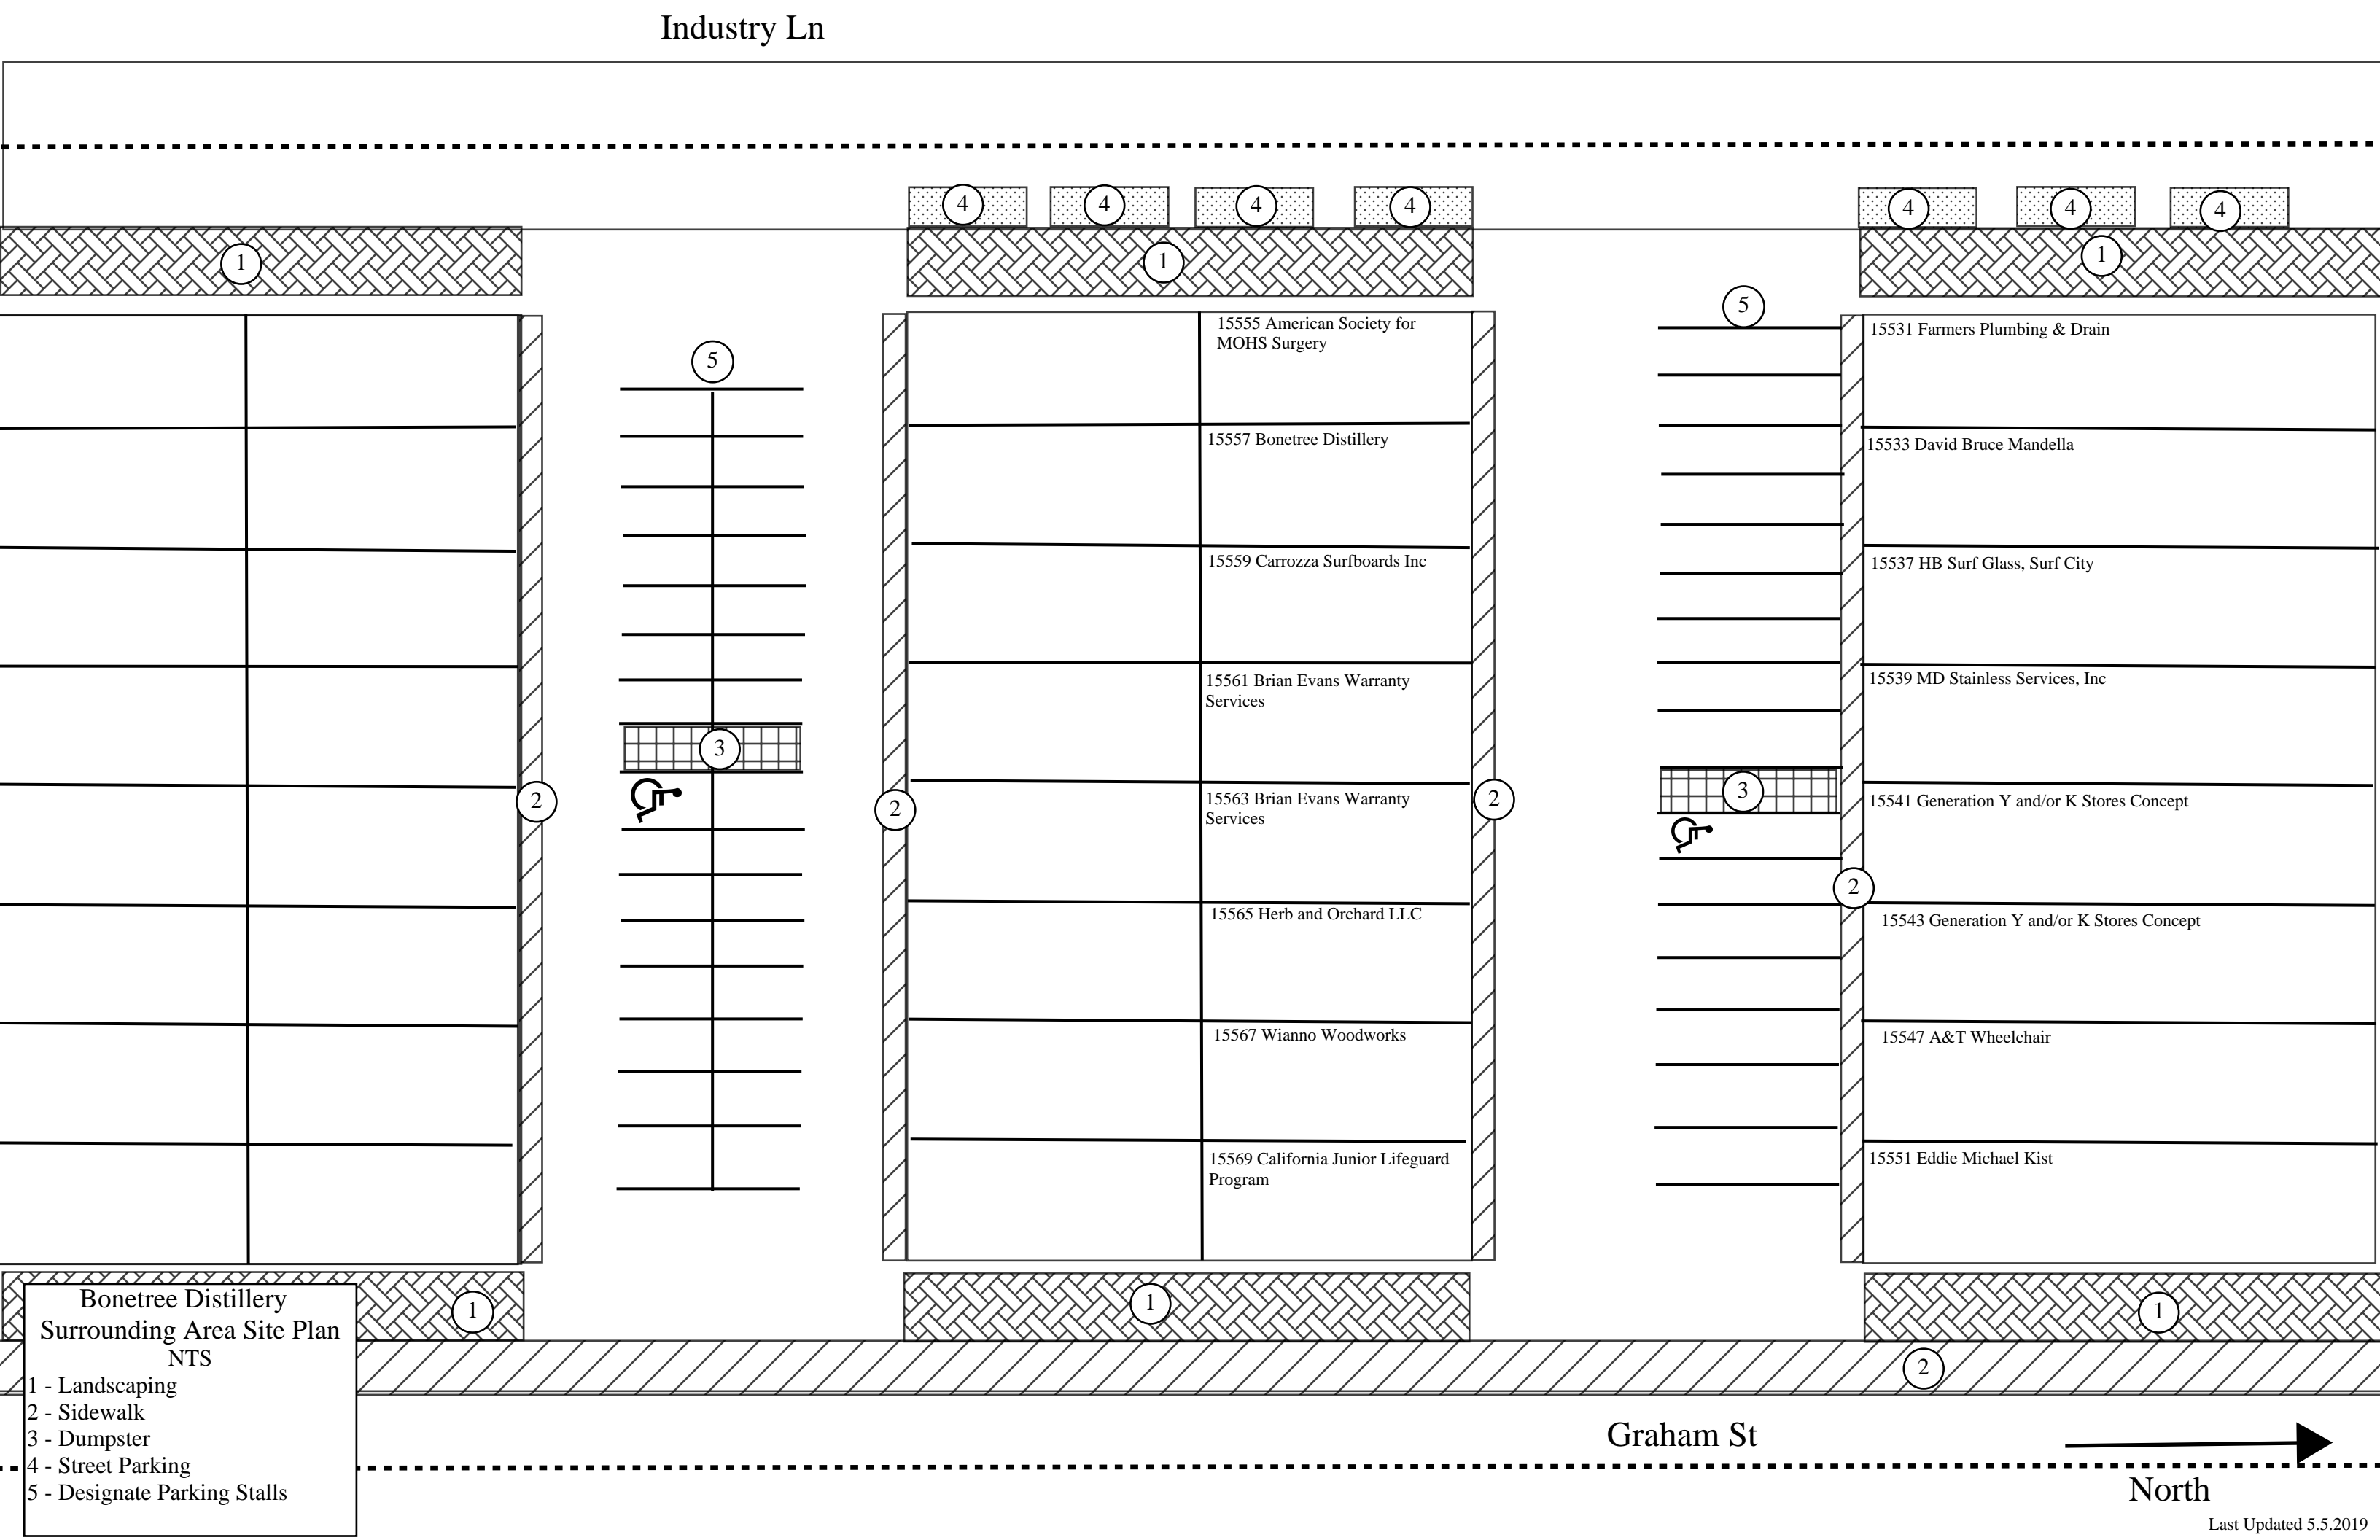 Industry Ln
4
4
4
4
4
4
4
1
1
1
5
5
15555 American Society for
MOHS Surgery
15557 Bonetree Distillery
15559 Carrozza Surfboards Inc
15561 Brian Evans Warranty
Services
15563 Brian Evans Warranty
Services
15565 Herb and Orchard LLC
15567 Wianno Woodworks
15569 California Junior Lifeguard
Program
15531 Farmers Plumbing & Drain
15533 David Bruce Mandella
15537 HB Surf Glass, Surf City
15539 MD Stainless Services, Inc
15541 Generation Y and/or K Stores Concept
15543 Generation Y and/or K Stores Concept
15547 A&T Wheelchair
15551 Eddie Michael Kist
3
3
2
2
2
2
1
1
1
2
Bonetree Distillery
Surrounding Area Site Plan
NTS
1 - Landscaping
2 - Sidewalk
3 - Dumpster
4 - Street Parking
5 - Designate Parking Stalls
Graham St
North
Last Updated 5.5.2019